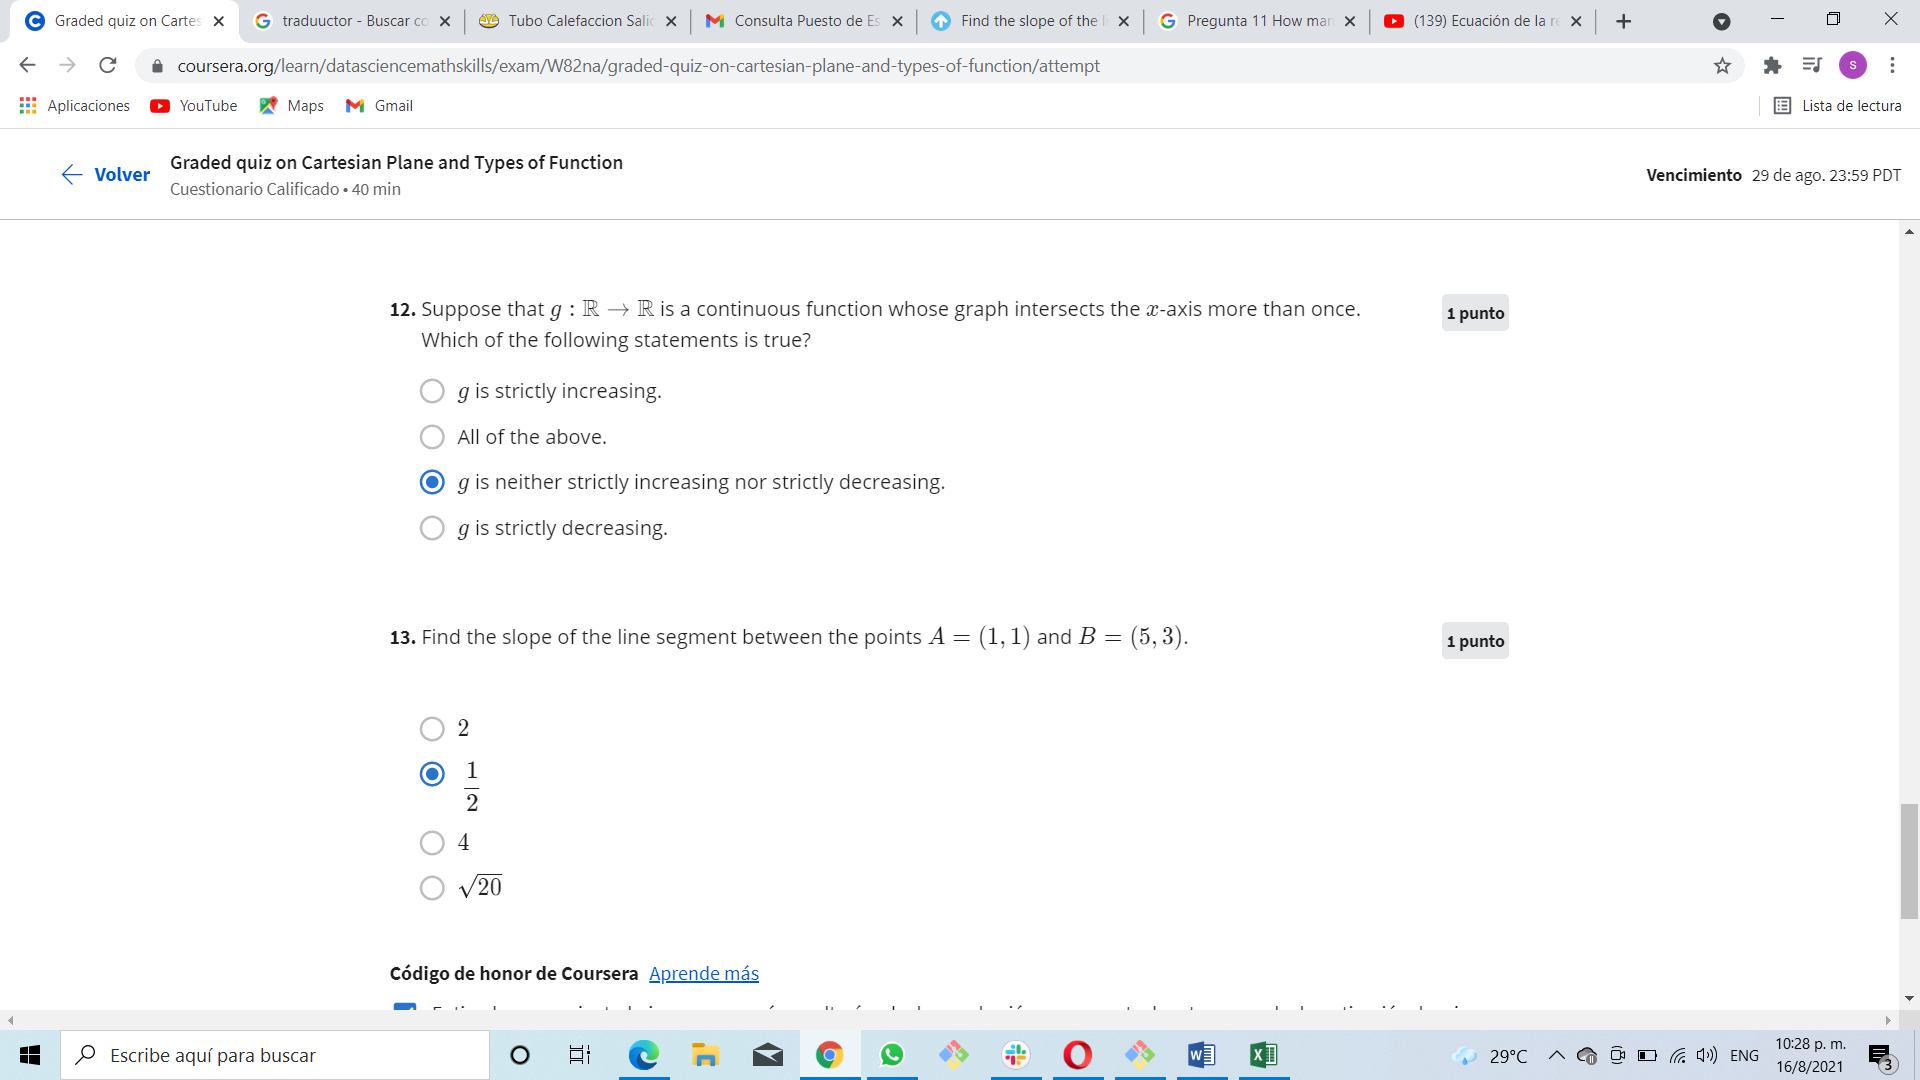 Graded quiz on Cartes
traduuctor - Buscar co
Tubo Calefaccion Salic
Consulta Puesto de Es
Find the slope of the l
Pregunta 11 How man
(139) Ecuación de la re
coursera.org/learn/datasciencemathskills/exam/W82na/graded-quiz-on-cartesian-plane-and-types-of-function/attempt
s
Aplicaciones
YouTube
Maps
Gmail
Lista de lectura
Volver
Graded quiz on Cartesian Plane and Types of Function
Cuestionario Calificado • 40 min
Vencimiento 29 de ago. 23:59 PDT
12. Suppose that g : ℝ → ℝ is a continuous function whose graph intersects the x-axis more than once.
Which of the following statements is true?
1 punto
g is strictly increasing.
All of the above.
g is neither strictly increasing nor strictly decreasing.
g is strictly decreasing.
13. Find the slope of the line segment between the points A = (1, 1) and B = (5, 3).
1 punto
2
1
2
4
√20
Código de honor de Coursera Aprende más
Escribe aquí para buscar
29°C
ENG
10:28 p. m.
16/8/2021
3